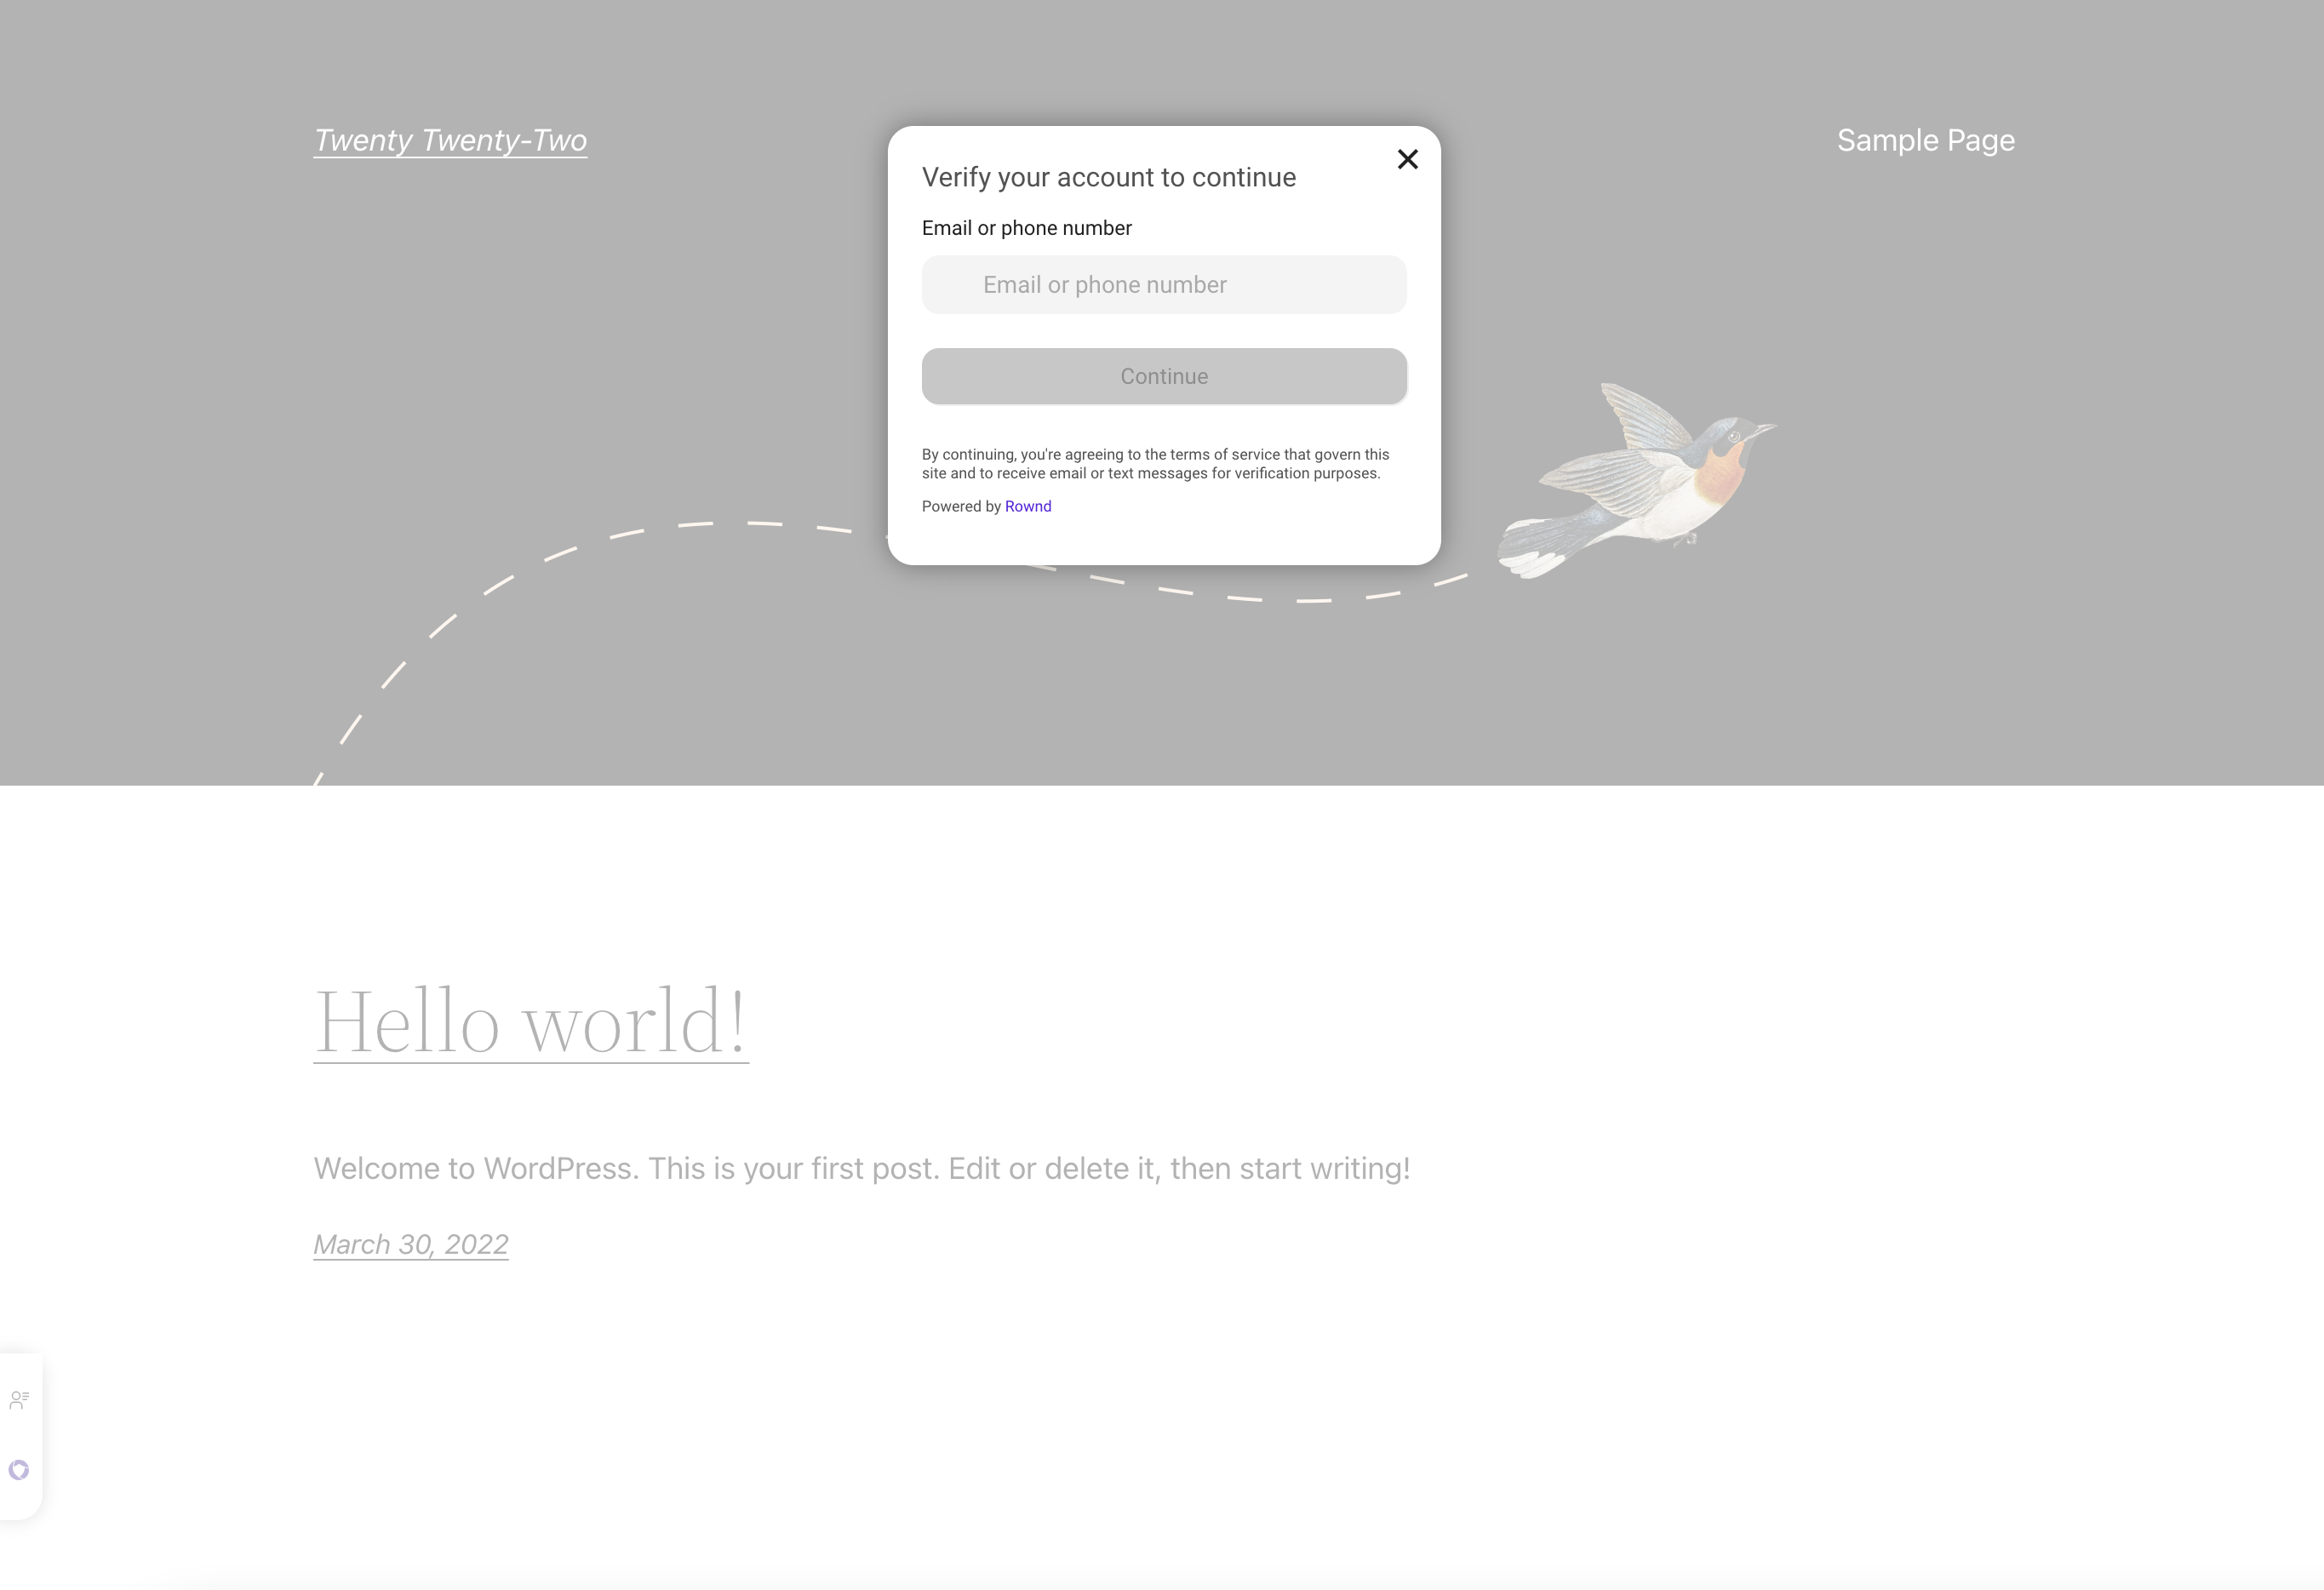 Twenty Twenty-Two
Sample Page
Verify your account to continue
Email or phone number
Email or phone number
Continue
By continuing, you're agreeing to the terms of service that govern this
site and to receive email or text messages for verification purposes.
Powered by Rownd
Hello world!
Welcome to WordPress. This is your first post. Edit or delete it, then start writing!
March 30, 2022